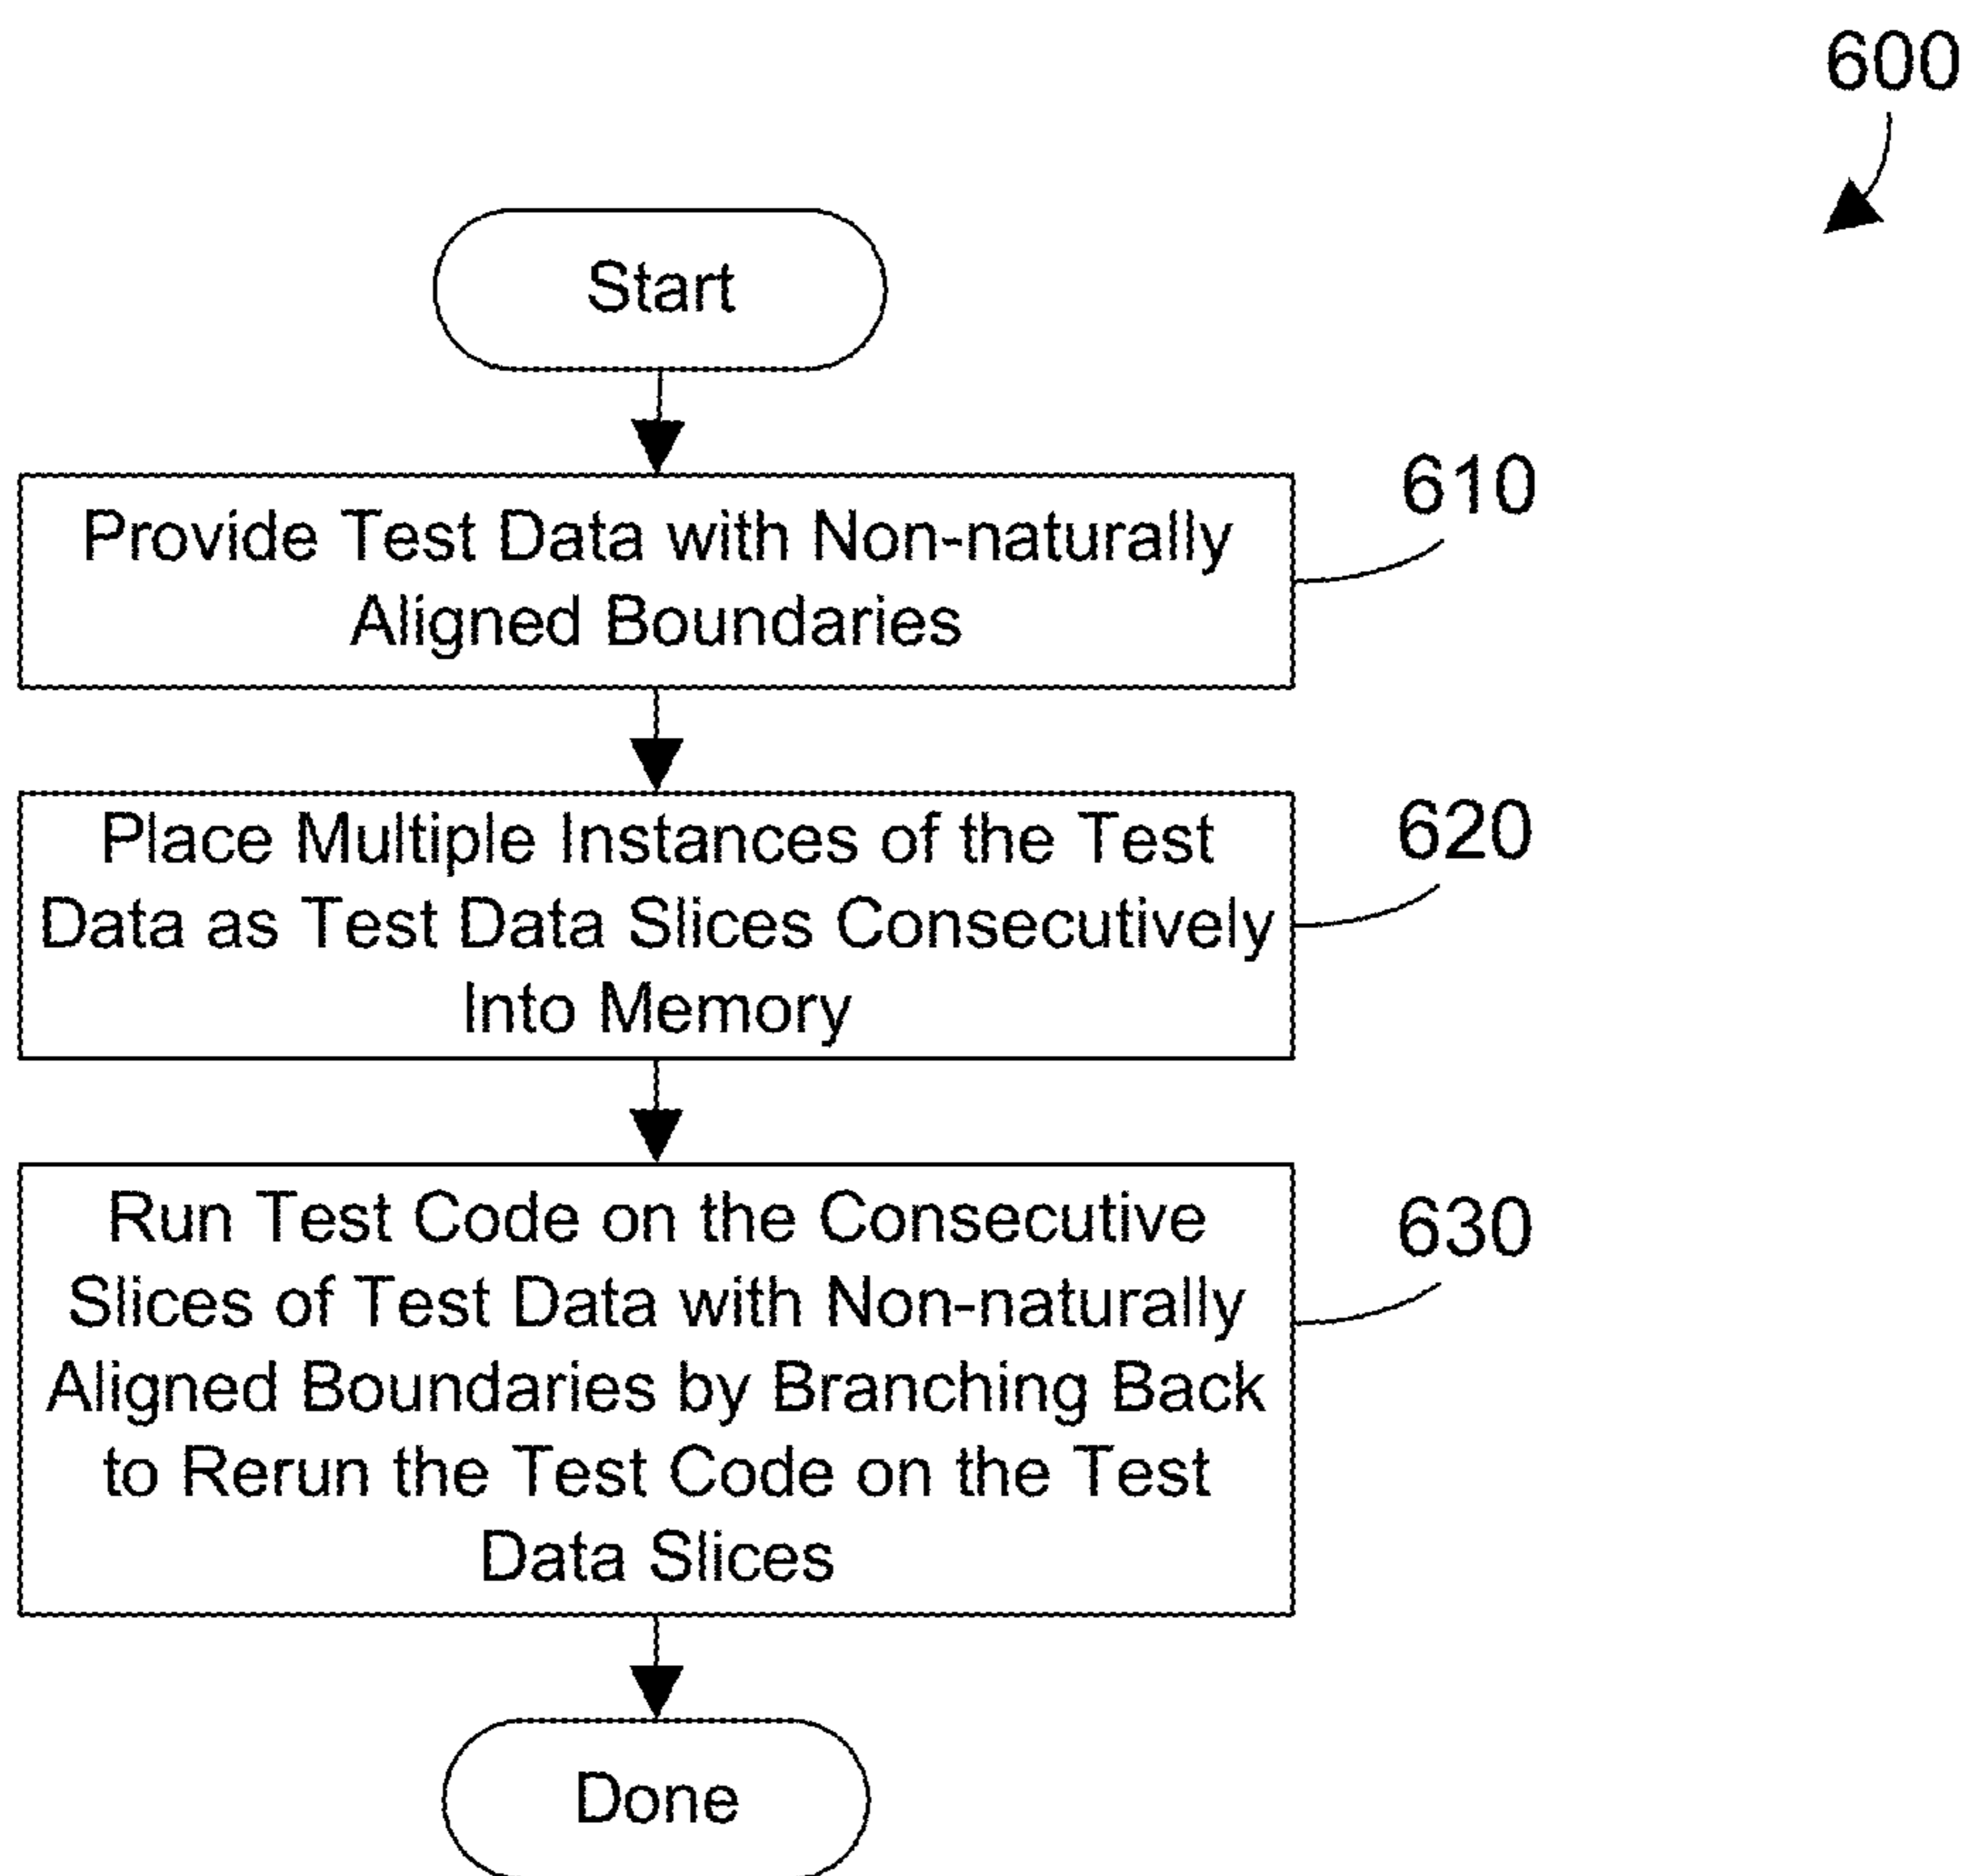 600
Start
Provide Test Data with Non-naturally
Aligned Boundaries
610
Place Multiple Instances of the Test
Data as Test Data Slices Consecutively
Into Memory
620
Run Test Code on the Consecutive
Slices of Test Data with Non-naturally
Aligned Boundaries by Branching Back
to Rerun the Test Code on the Test
Data Slices
630
Done